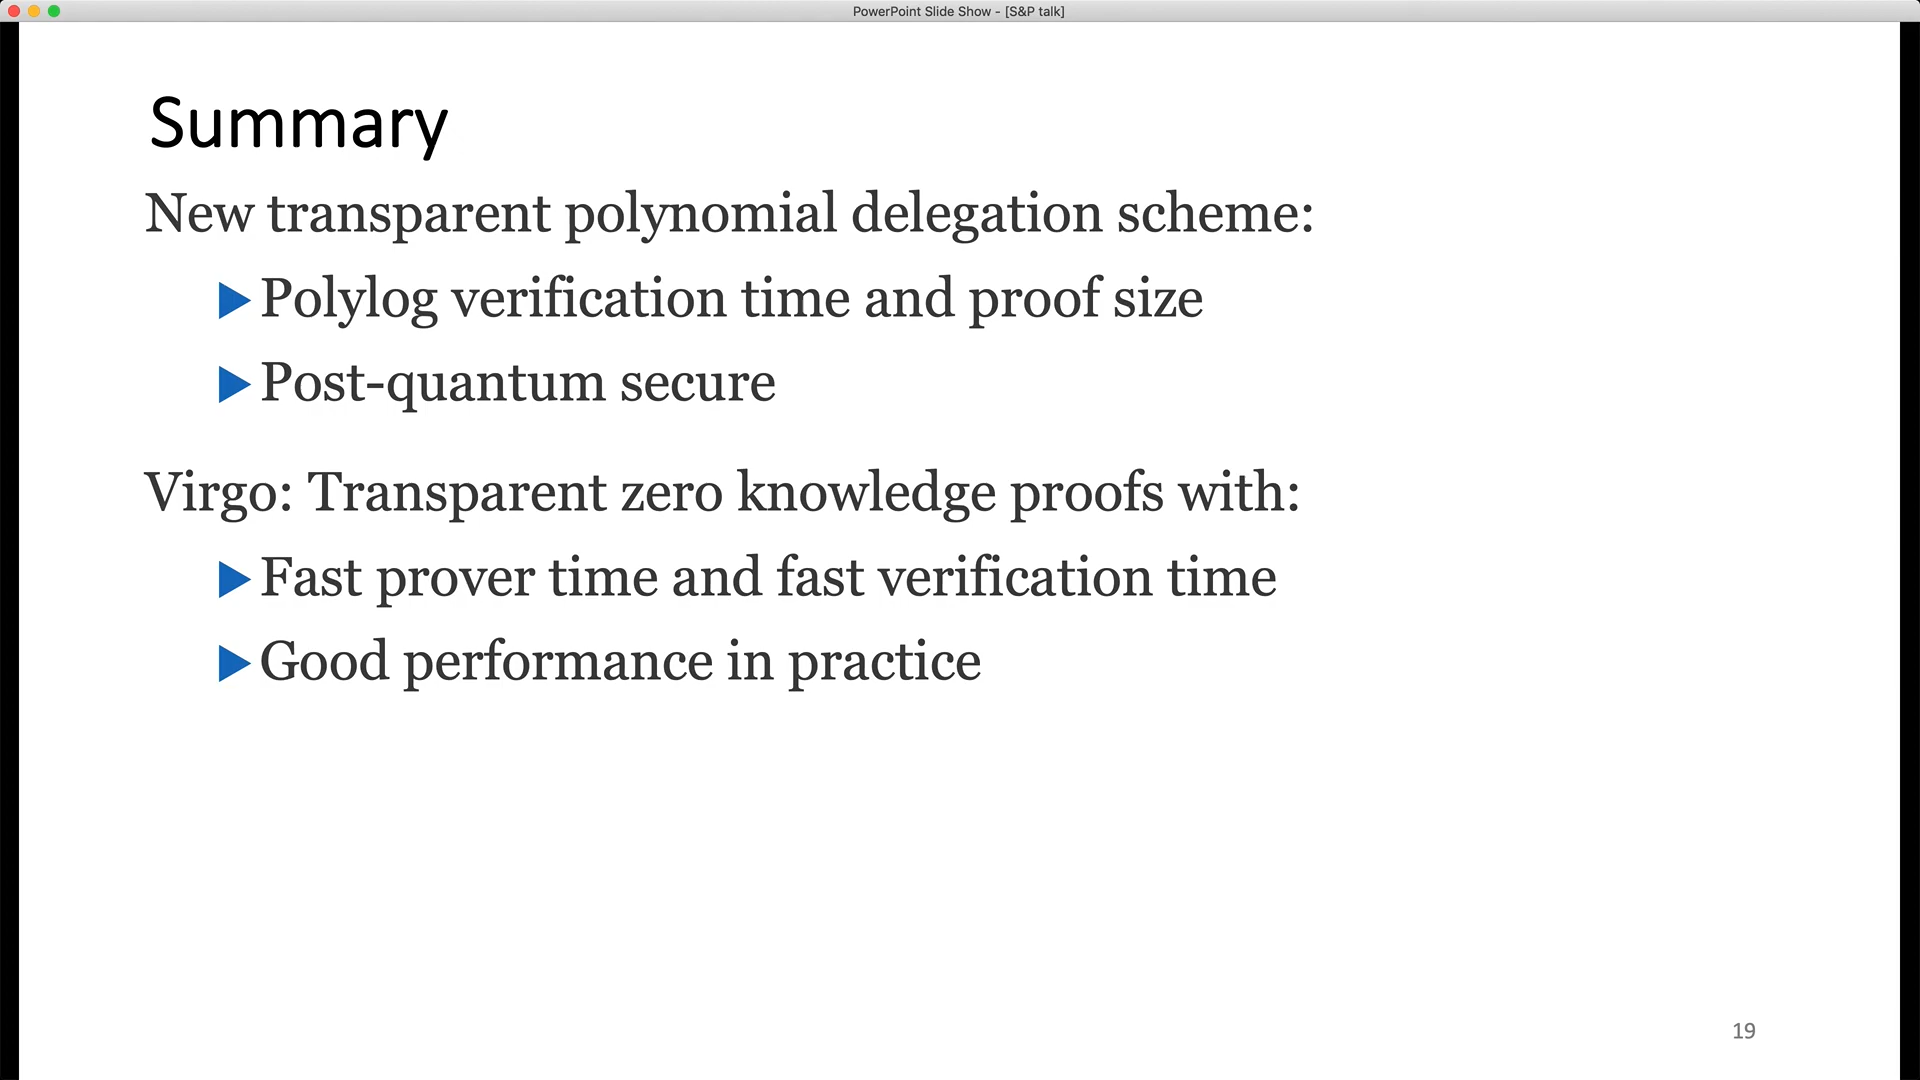 PowerPoint Slide Show - [S&P talk]
Summary
New transparent polynomial delegation scheme:
Polylog verification time and proof size
Post-quantum secure
Virgo: Transparent zero knowledge proofs with:
Fast prover time and fast verification time
Good performance in practice
19